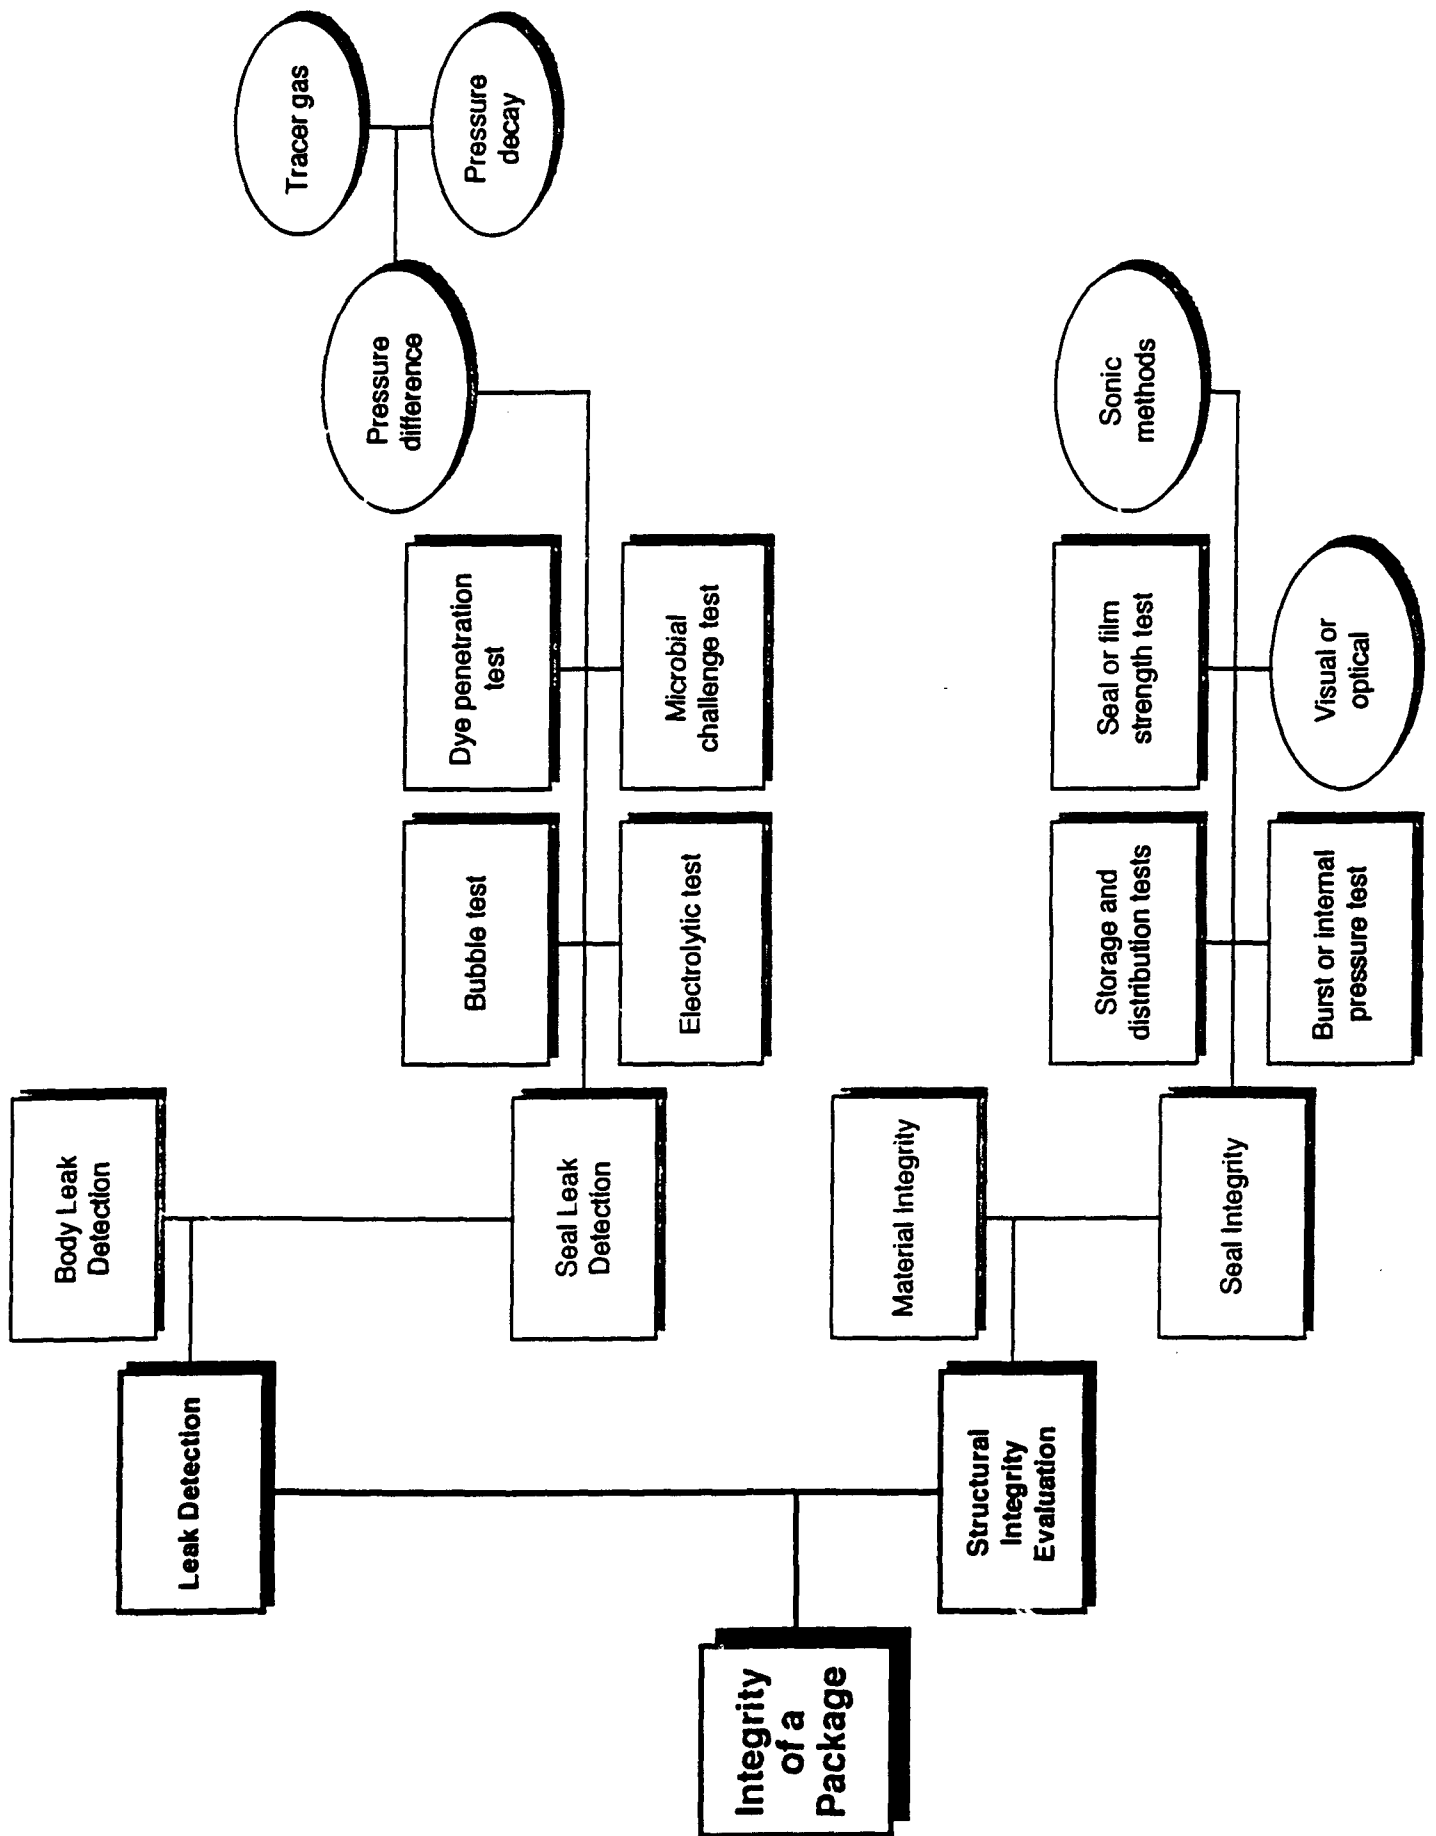 Integrity
of a
Package
Leak Detection
Structural
Integrity
Evaluation
Body Leak
Detection
Seal Leak
Detection
Material Integrity
Seal Integrity
Bubble test
Dye penetration
test
Electrolytic test
Microbial
challenge test
Pressure
difference
Tracer gas
Pressure
decay
Storage and
distribution tests
Seal or film
strength test
Burst or internal
pressure test
Visual or
optical
Sonic
methods